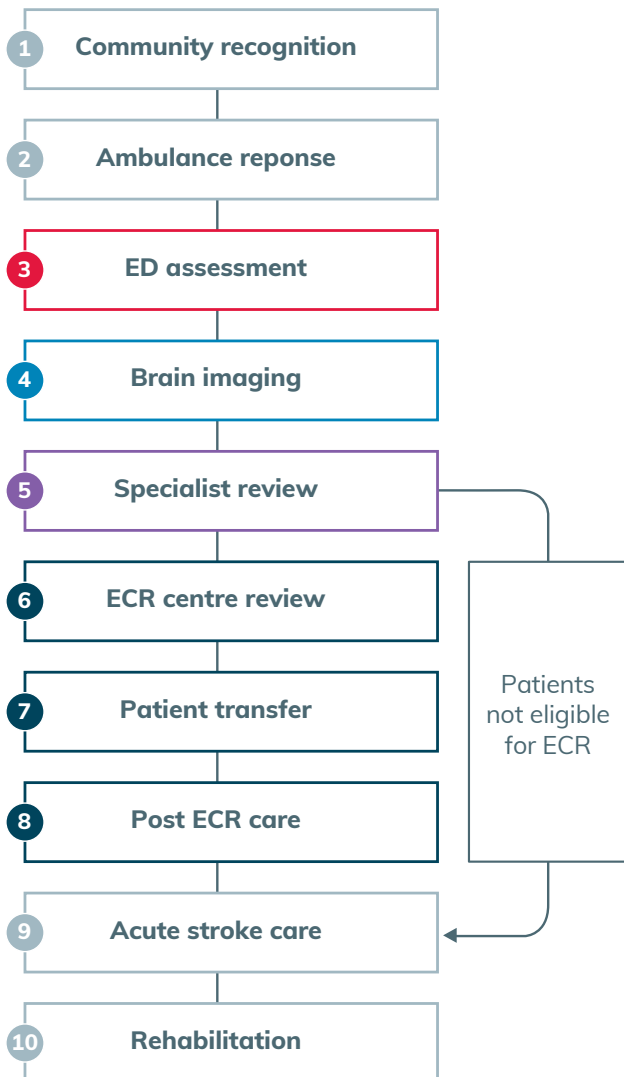 1 Community recognition
2 Ambulance reponse
3 ED assessment
4 Brain imaging
5 Specialist review
6 ECR centre review
7 Patient transfer
8 Post ECR care
Patients
not eligible
for ECR
9 Acute stroke care
10 Rehabilitation